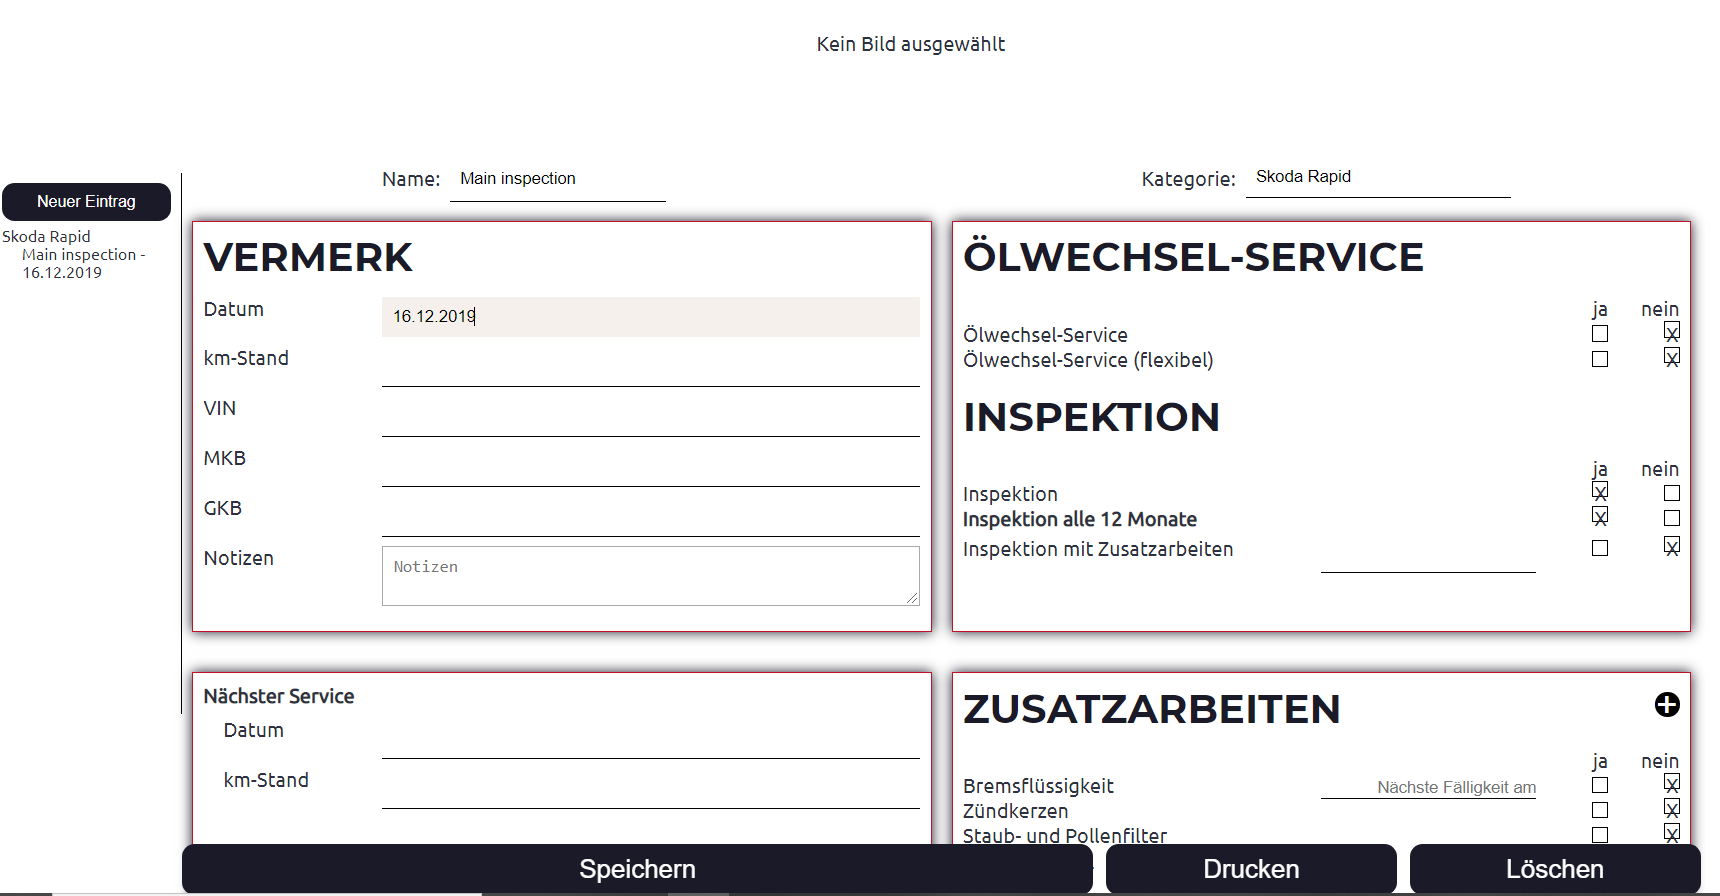 Kein Bild ausgewählt
Name: Main inspection
Kategorie: Skoda Rapid
Neuer Eintrag
Skoda Rapid
Main inspection -
16.12.2019
VERMERK
Datum 16.12.2019
km-Stand
VIN
MKB
GKB
Notizen Notizen
ÖLWECHSEL-SERVICE
ja nein
Ölwechsel-Service X
Ölwechsel-Service (flexibel) X
INSPEKTION
ja nein
Inspektion X
Inspektion alle 12 Monate X
Inspektion mit Zusatzarbeiten X
Nächster Service
Datum
km-Stand
ZUSATZARBEITEN
ja nein
Bremsflüssigkeit Nächste Fälligkeit am X
Zündkerzen X
Staub- und Pollenfilter X
Speichern Drucken Löschen